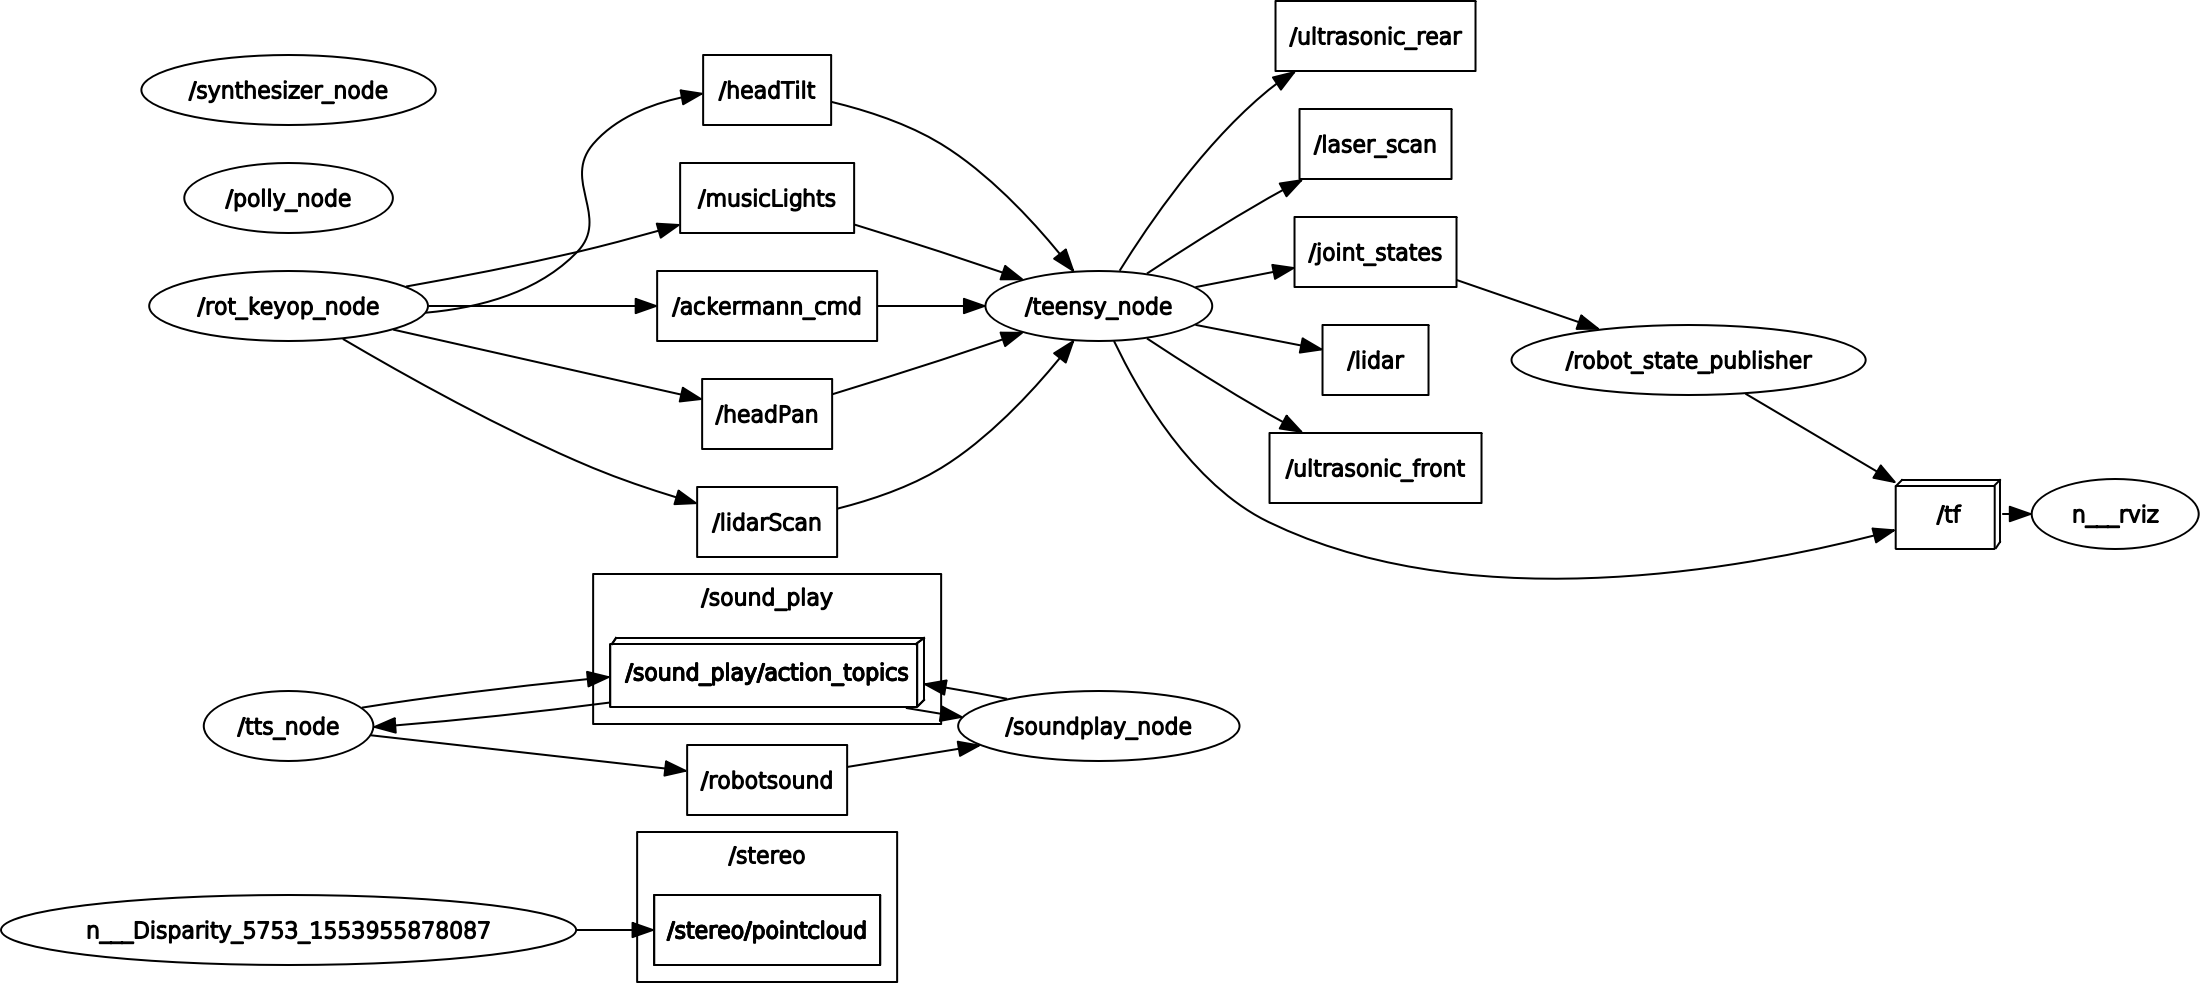 /synthesizer_node
/polly_node
/rot_keyop_node
/headTilt
/musicLights
/ackermann_cmd
/headPan
/lidarScan
/teensy_node
/ultrasonic_rear
/laser_scan
/joint_states
/lidar
/ultrasonic_front
/robot_state_publisher
/tf
n___rviz
/sound_play
/sound_play/action_topics
/tts_node
/soundplay_node
/robotsound
/stereo
n___Disparity_5753_1553955878087
/stereo/pointcloud